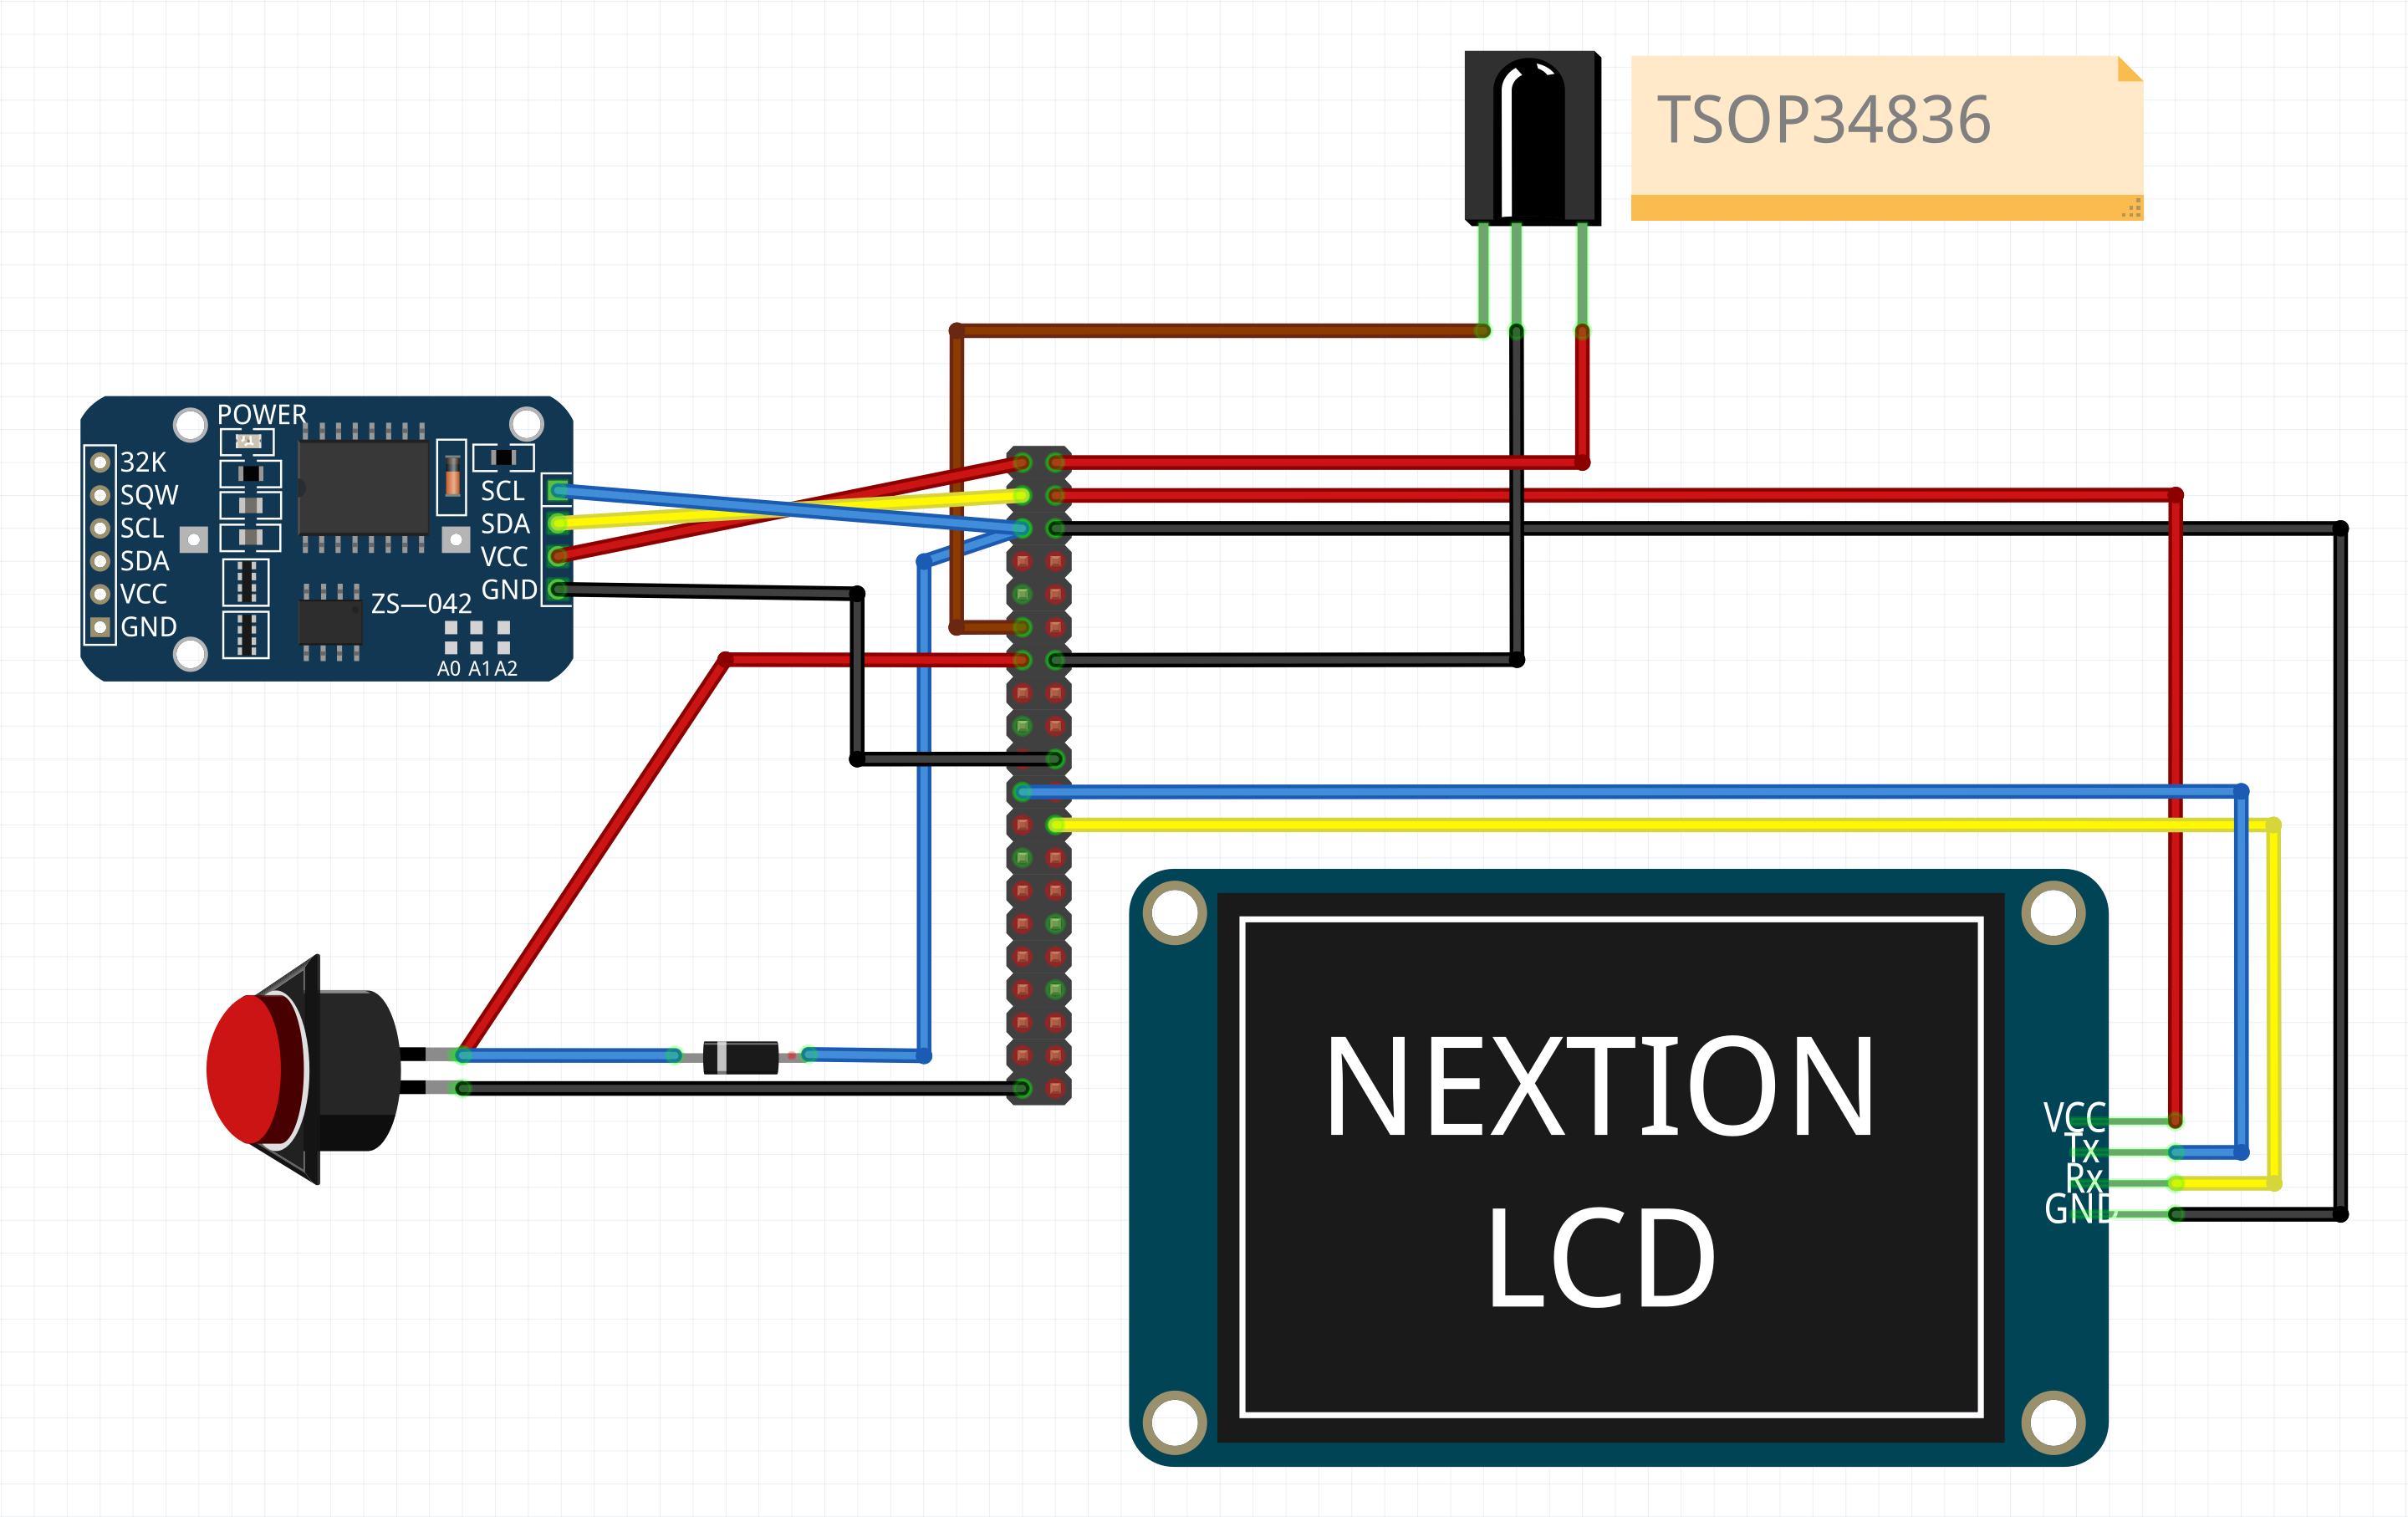 TSOP34836
POWER
32K
SQW
SCL
SDA
VCC
GND
SCL
SDA
VCC
GND
ZS—042
A0 A1 A2
NEXTION
LCD
VCC
Tx
Rx
GND